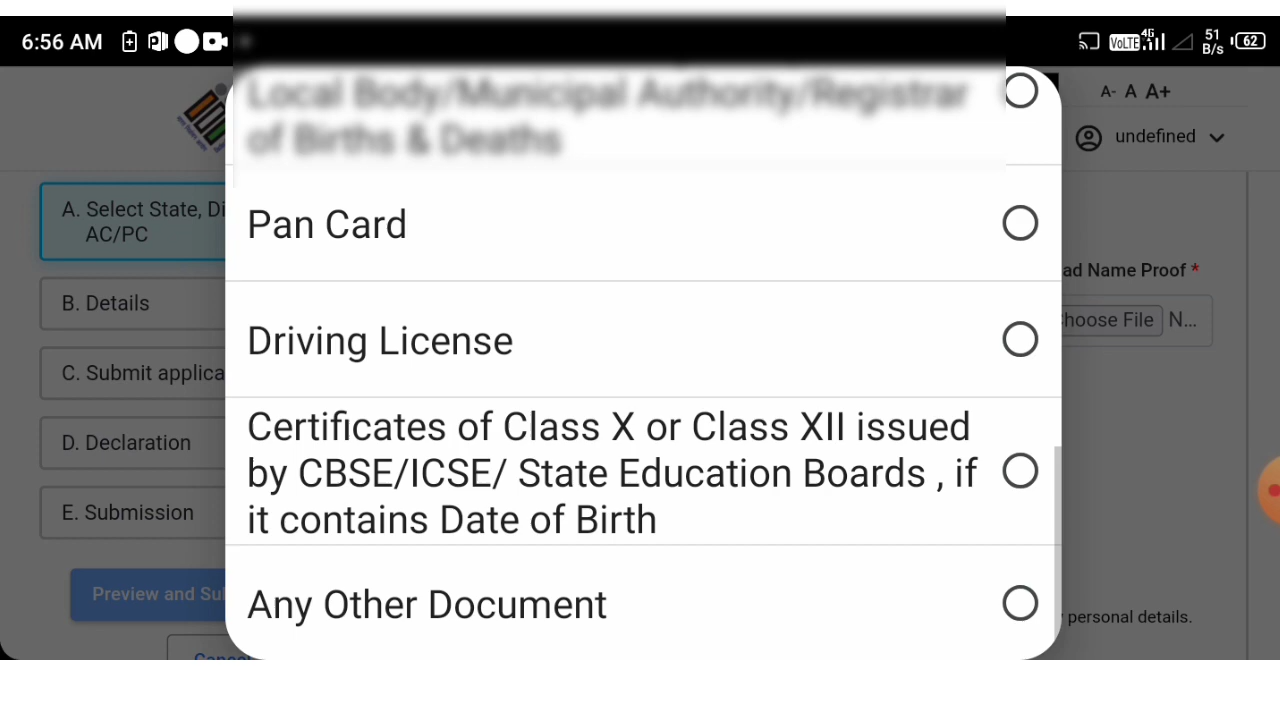 6:56 AM
VoLTE 4G 51 B/s 62
Local Body/Municipal Authority/Registrar
of Births & Deaths
A- A A+
undefined
A. Select State, Di
AC/PC
Pan Card
ad Name Proof *
B. Details
hoose File N...
Driving License
C. Submit applica
Certificates of Class X or Class XII issued
by CBSE/ICSE/ State Education Boards , if
it contains Date of Birth
D. Declaration
E. Submission
Preview and Su
Any Other Document
personal details.
Cance